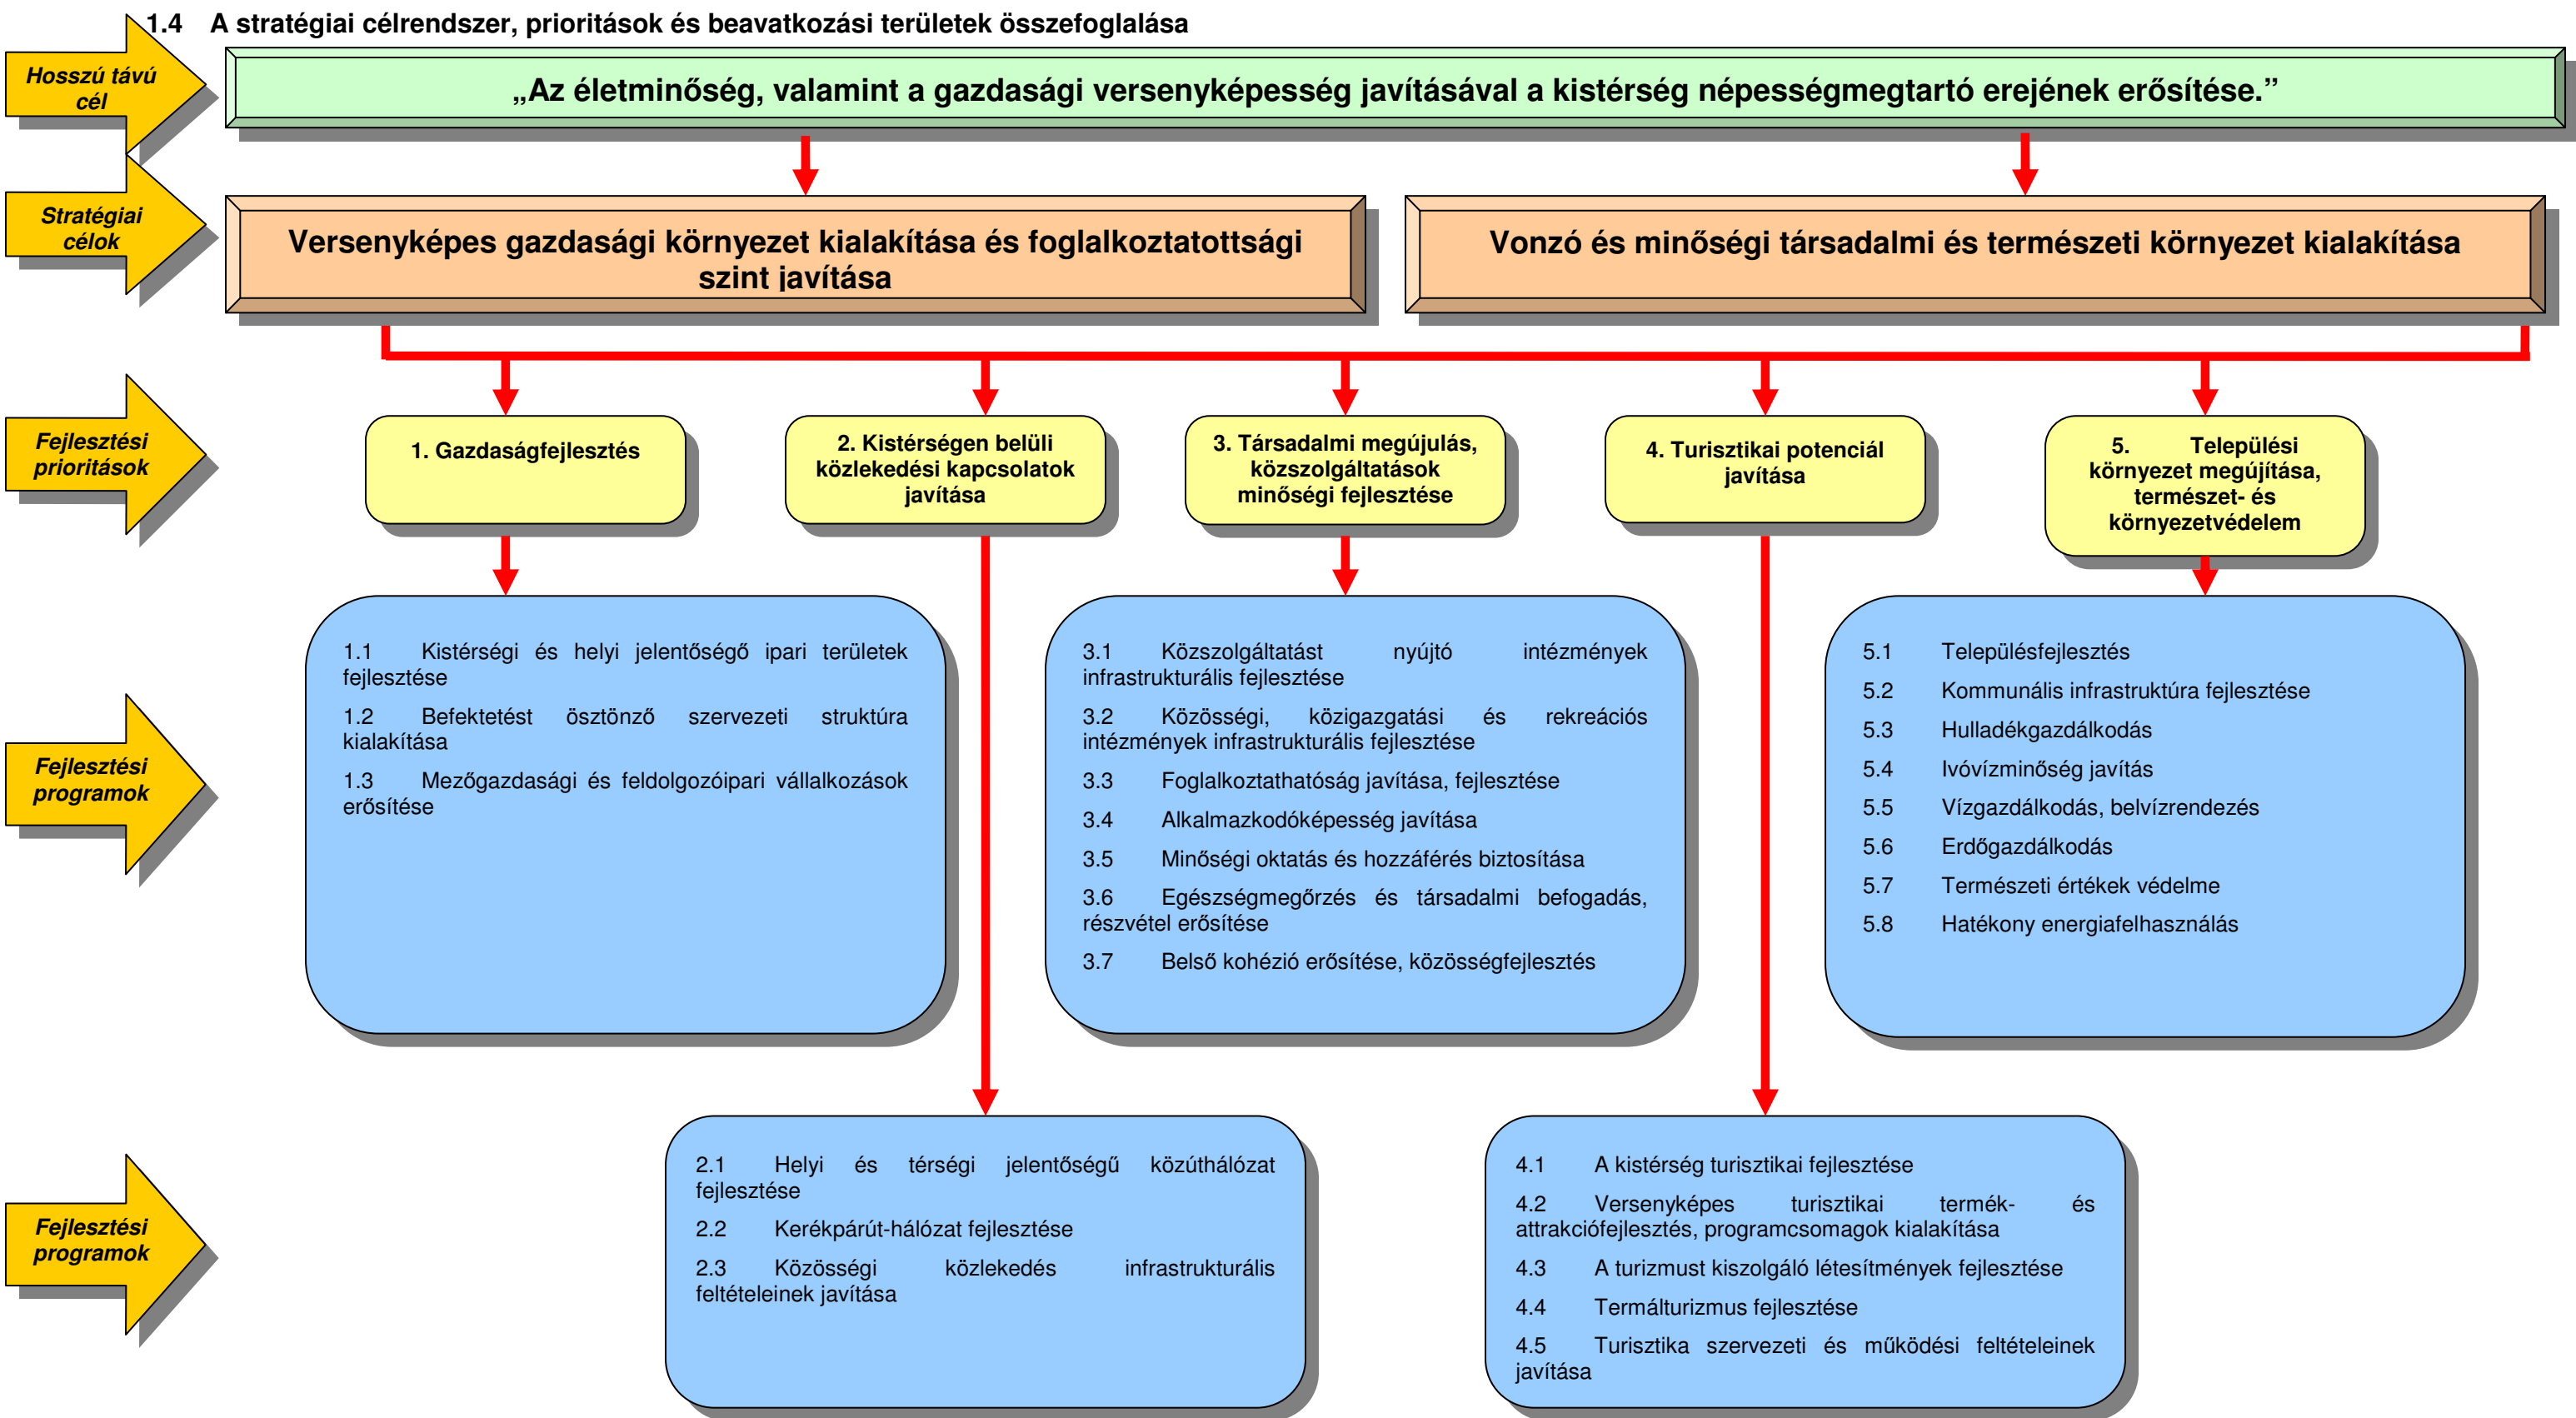 1.4 A stratégiai célrendszer, prioritások és beavatkozási területek összefoglalása
Hosszú távú
cél
„Az életminőség, valamint a gazdasági versenyképesség javításával a kistérség népességmegtartó erejének erősítése.”
Stratégiai
célok
Versenyképes gazdasági környezet kialakítása és foglalkoztatottsági
szint javítása
Vonzó és minőségi társadalmi és természeti környezet kialakítása
Fejlesztési
prioritások
1. Gazdaságfejlesztés
2. Kistérségen belüli
közlekedési kapcsolatok
javítása
3. Társadalmi megújulás,
közszolgáltatások
minőségi fejlesztése
4. Turisztikai potenciál
javítása
5. Települési
környezet megújítása,
természet- és
környezetvédelem
Fejlesztési
programok
1.1 Kistérségi és helyi jelentőségő ipari területek
fejlesztése
1.2 Befektetést ösztönző szervezeti struktúra
kialakítása
1.3 Mezőgazdasági és feldolgozóipari vállalkozások
erősítése
3.1 Közszolgáltatást nyújtó intézmények
infrastrukturális fejlesztése
3.2 Közösségi, közigazgatási és rekreációs
intézmények infrastrukturális fejlesztése
3.3 Foglalkoztathatóság javítása, fejlesztése
3.4 Alkalmazkodóképesség javítása
3.5 Minőségi oktatás és hozzáférés biztosítása
3.6 Egészségmegőrzés és társadalmi befogadás,
részvétel erősítése
3.7 Belső kohézió erősítése, közösségfejlesztés
5.1 Településfejlesztés
5.2 Kommunális infrastruktúra fejlesztése
5.3 Hulladékgazdálkodás
5.4 Ivóvízminőség javítás
5.5 Vízgazdálkodás, belvízrendezés
5.6 Erdőgazdálkodás
5.7 Természeti értékek védelme
5.8 Hatékony energiafelhasználás
Fejlesztési
programok
2.1 Helyi és térségi jelentőségű közúthálózat
fejlesztése
2.2 Kerékpárút-hálózat fejlesztése
2.3 Közösségi közlekedés infrastrukturális
feltételeinek javítása
4.1 A kistérség turisztikai fejlesztése
4.2 Versenyképes turisztikai termék- és
attrakciófejlesztés, programcsomagok kialakítása
4.3 A turizmust kiszolgáló létesítmények fejlesztése
4.4 Termálturizmus fejlesztése
4.5 Turisztika szervezeti és működési feltételeinek
javítása